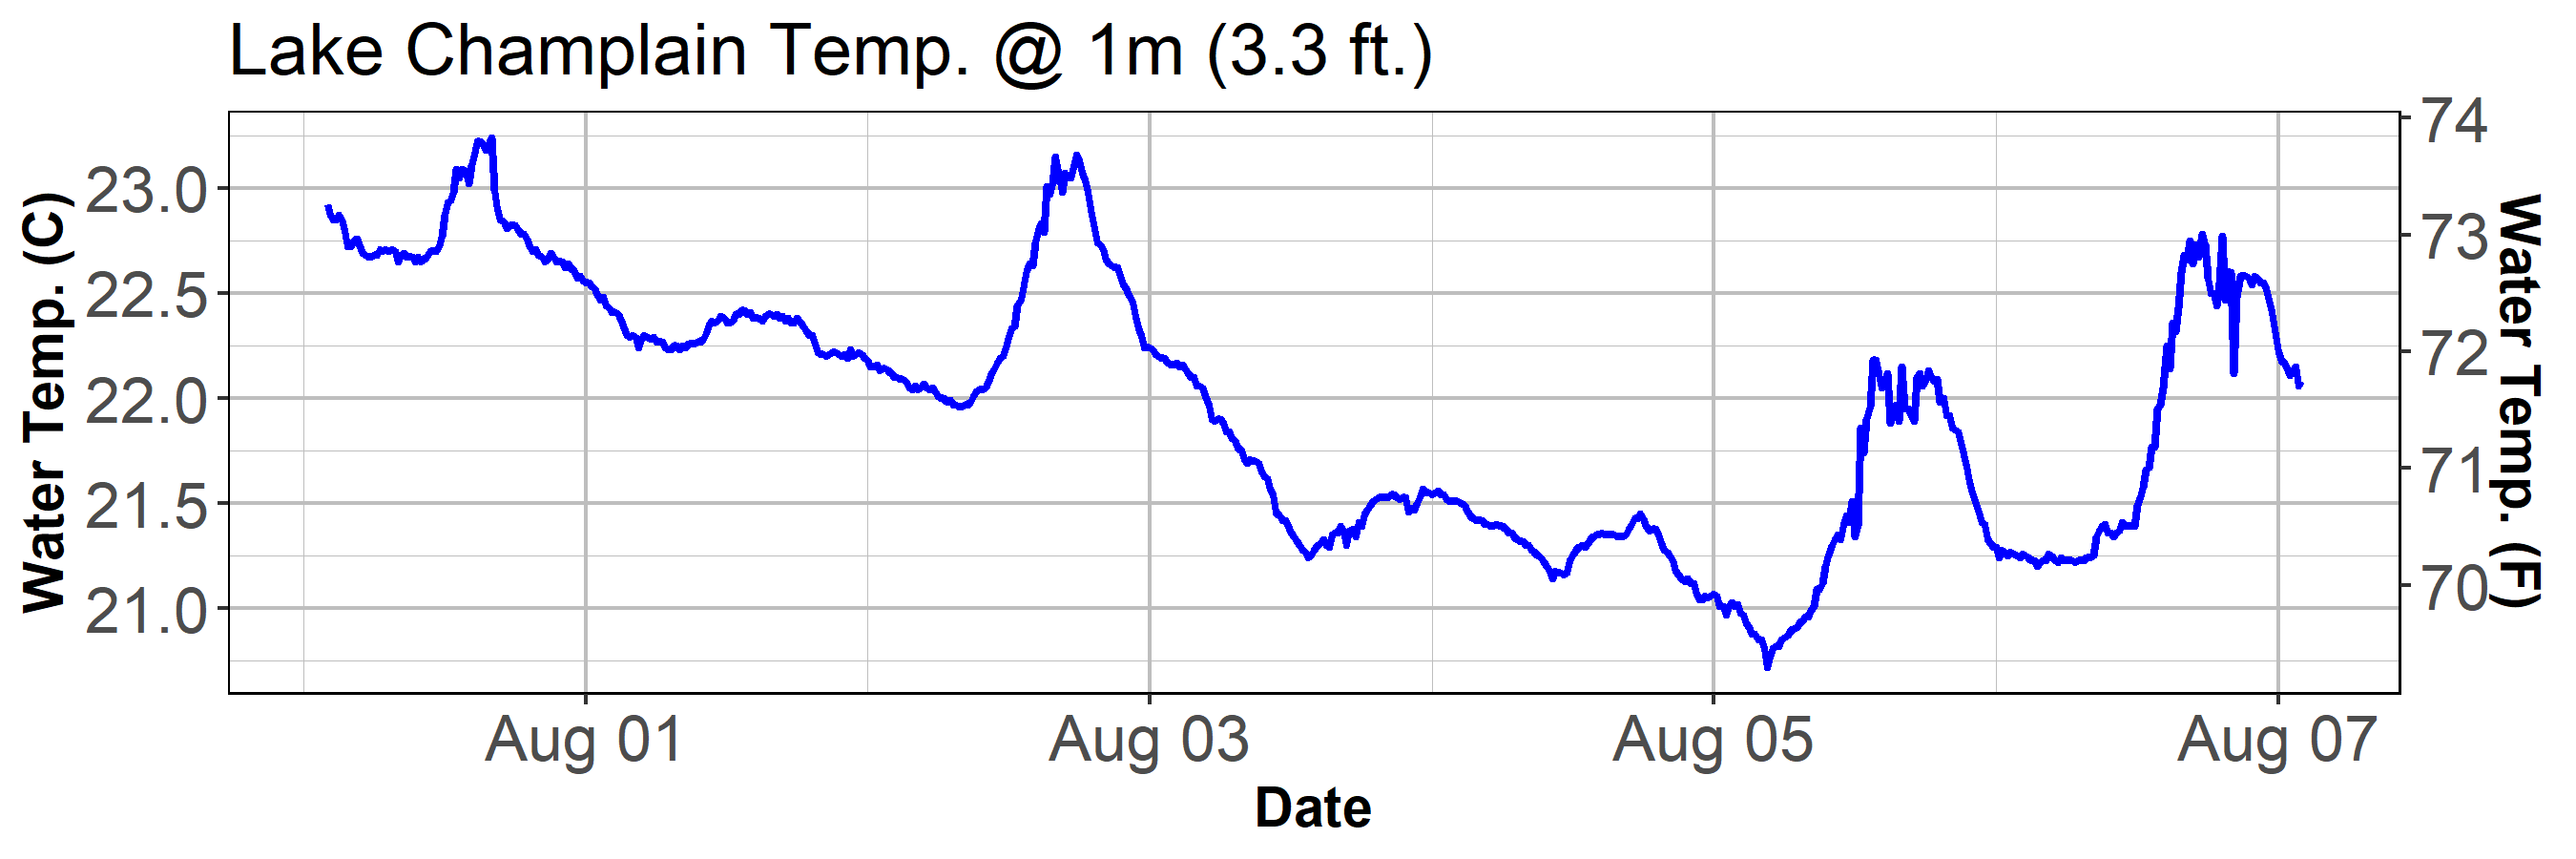 Lake Champlain Temp. @ 1m (3.3 ft.)
Water Temp. (C)
23.0
22.5
22.0
21.5
21.0
74
73
72
71
70
Water Temp. (F)
Aug 01
Aug 03
Aug 05
Aug 07
Date